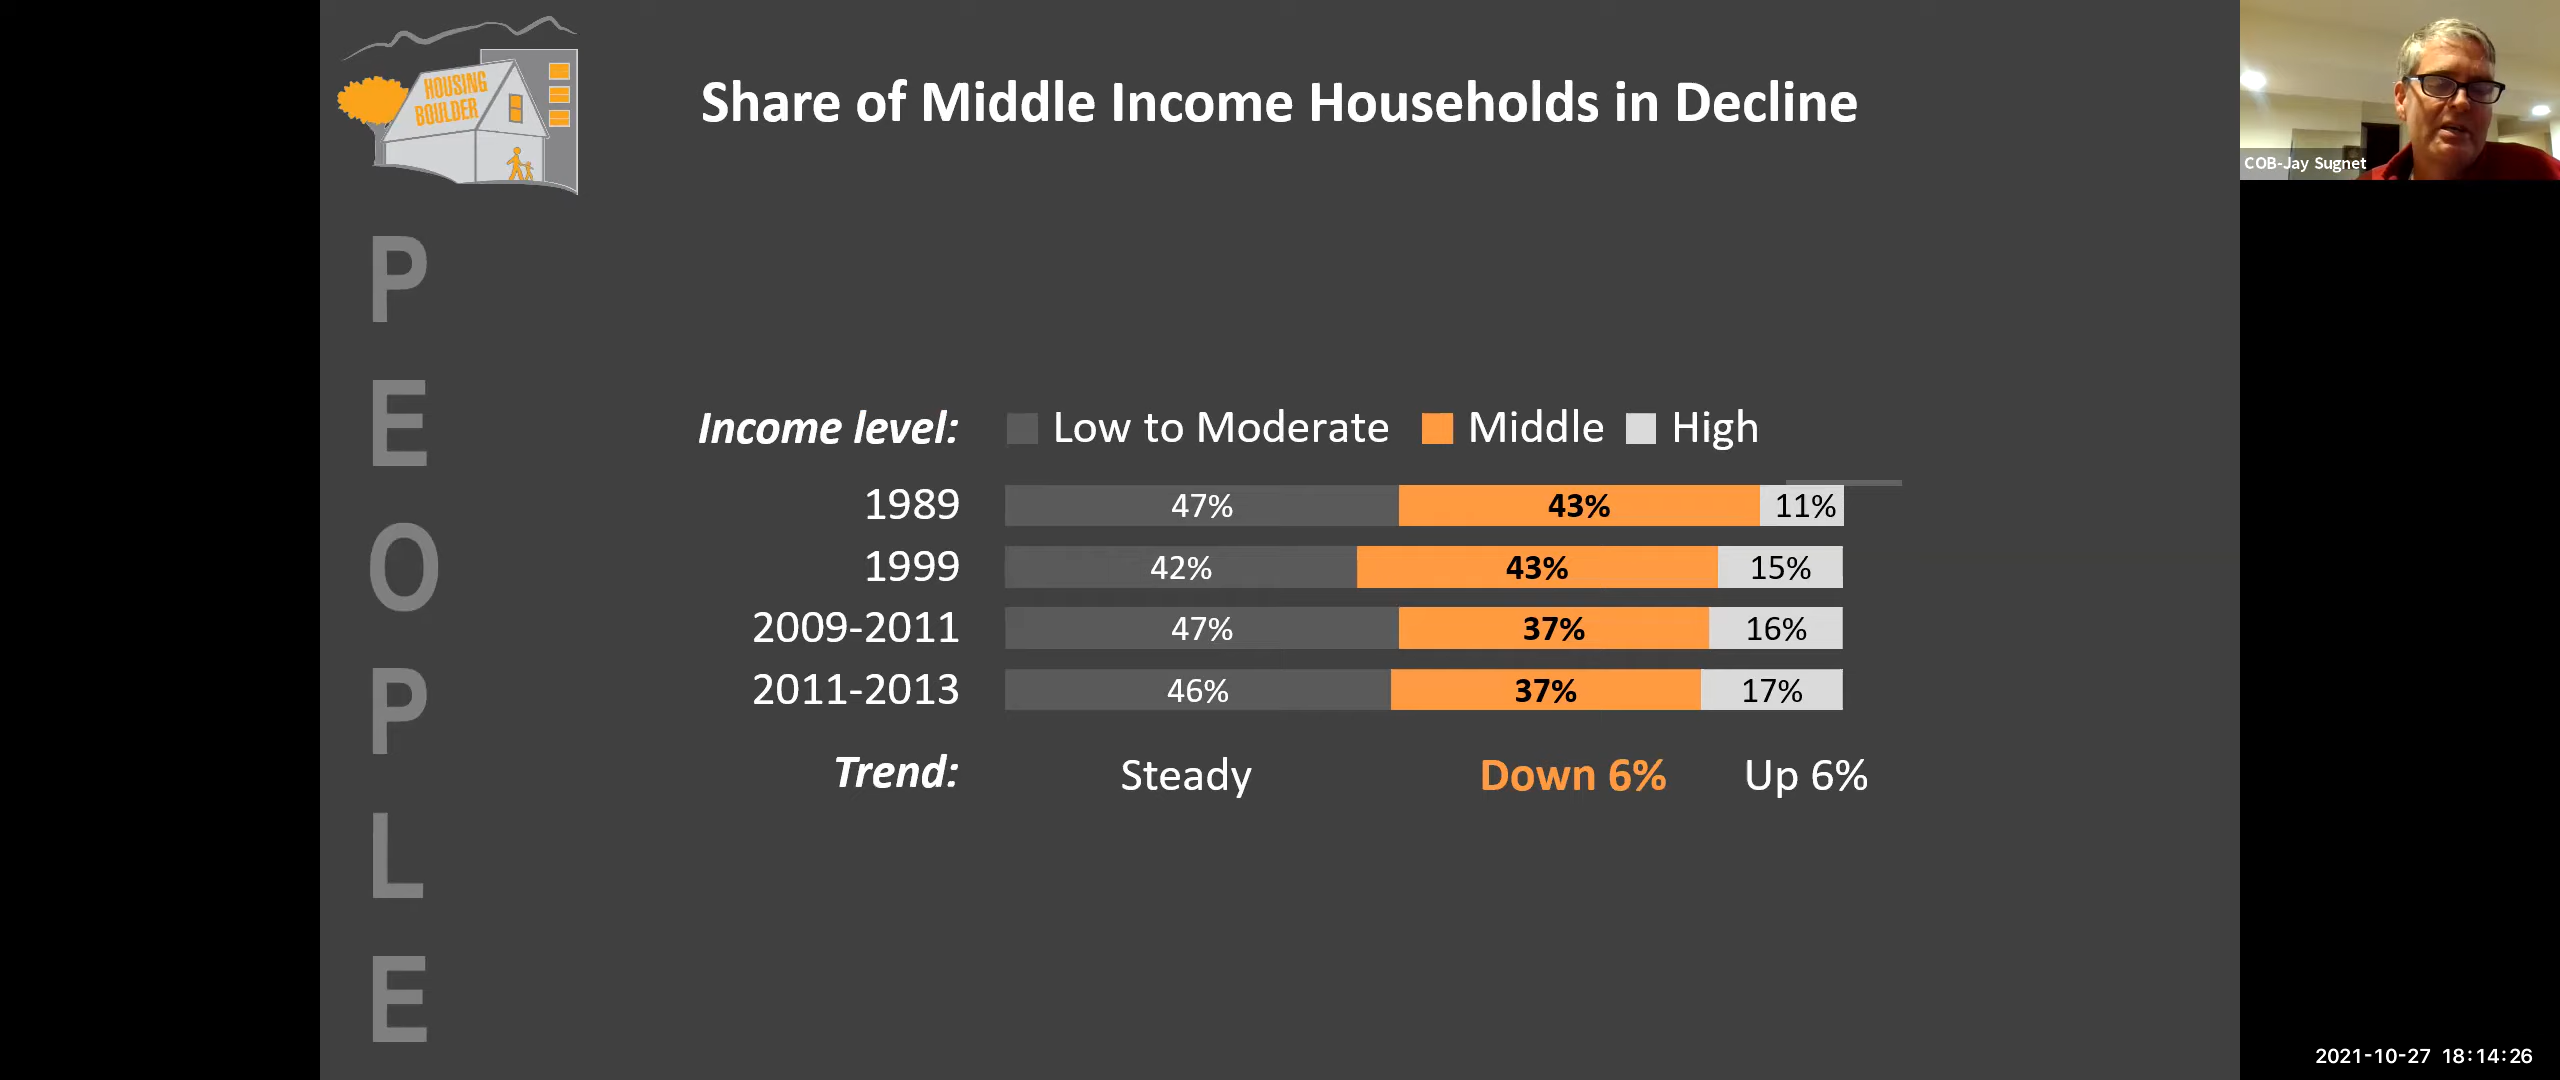 HOUSING
BOULDER
Share of Middle Income Households in Decline
COB-Jay Sugnet
PEOPLE
Income level: Low to Moderate Middle High
1989 47% 43% 11%
1999 42% 43% 15%
2009-2011 47% 37% 16%
2011-2013 46% 37% 17%
Trend: Steady Down 6% Up 6%
2021-10-27 18:14:26